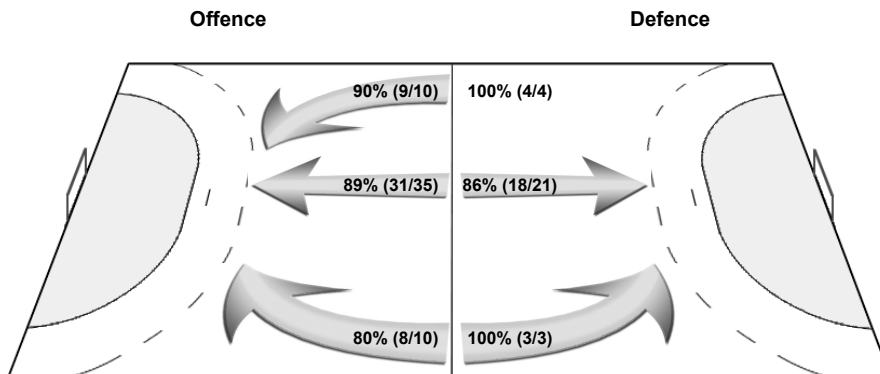 Offence Defence
90% (9/10) 100% (4/4)
89% (31/35) 86% (18/21)
80% (8/10) 100% (3/3)